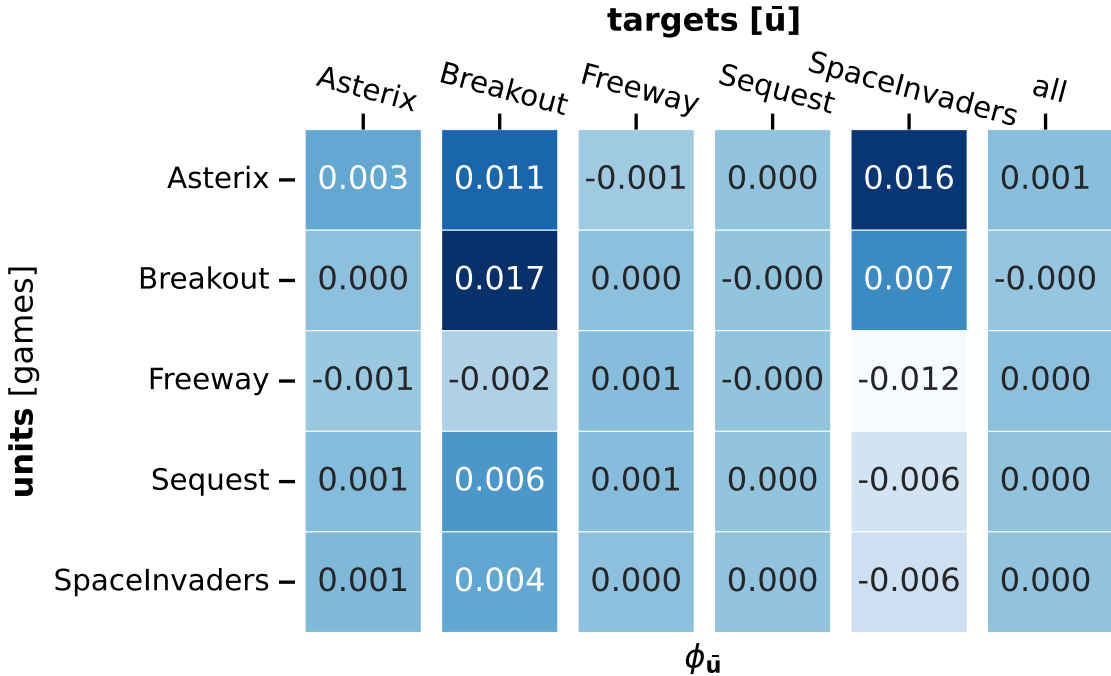 targets [ū]
Asterix Breakout Freeway Sequest SpaceInvaders all
units [games]
Asterix 0.003 0.011 -0.001 0.000 0.016 0.001
Breakout 0.000 0.017 0.000 -0.000 0.007 -0.000
Freeway -0.001 -0.002 0.001 -0.000 -0.012 0.000
Sequest 0.001 0.006 0.001 0.000 -0.006 0.000
SpaceInvaders 0.001 0.004 0.000 0.000 -0.006 0.000
ϕū